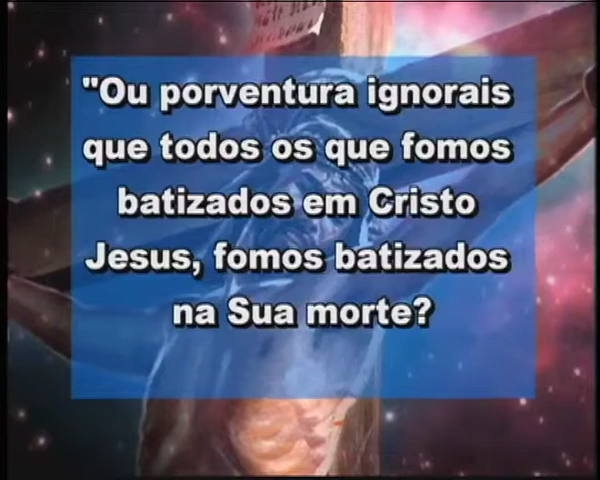 "Ou porventura ignorais
que todos os que fomos
batizados em Cristo
Jesus, fomos batizados
na Sua morte?